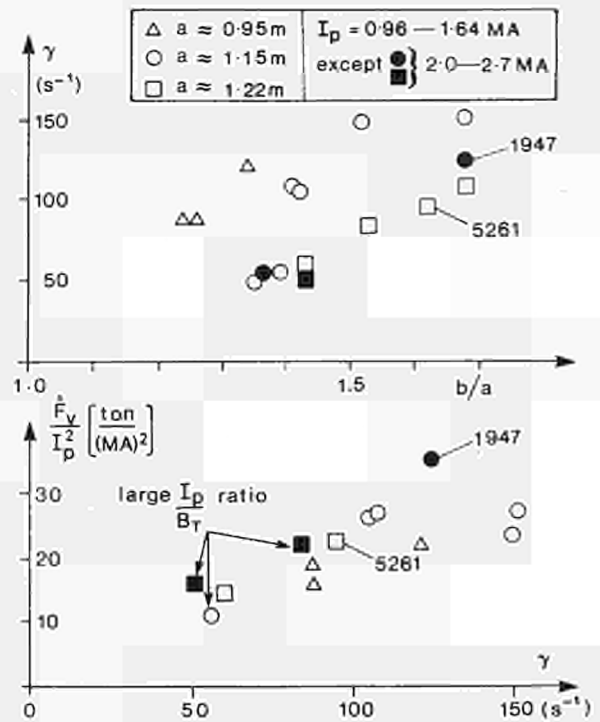 △ a ≈ 0·95m
○ a ≈ 1·15m
□ a ≈ 1·22m
Ip = 0·96 — 1·64 MA
except ● ■ } 2·0—2·7 MA
γ
(s⁻¹)
150
100
50
1947
5261
1·0
1·5
b/a
F̂v / Ip² [ton / (MA)²]
30
20
10
large Ip / BT ratio
1947
5261
γ
0
50
100
150 (s⁻¹)